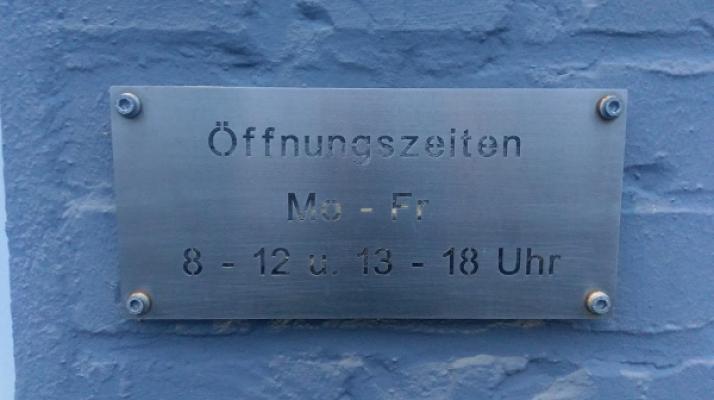 Öffnungszeiten
Mo - Fr
8 - 12 u. 13 - 18 Uhr